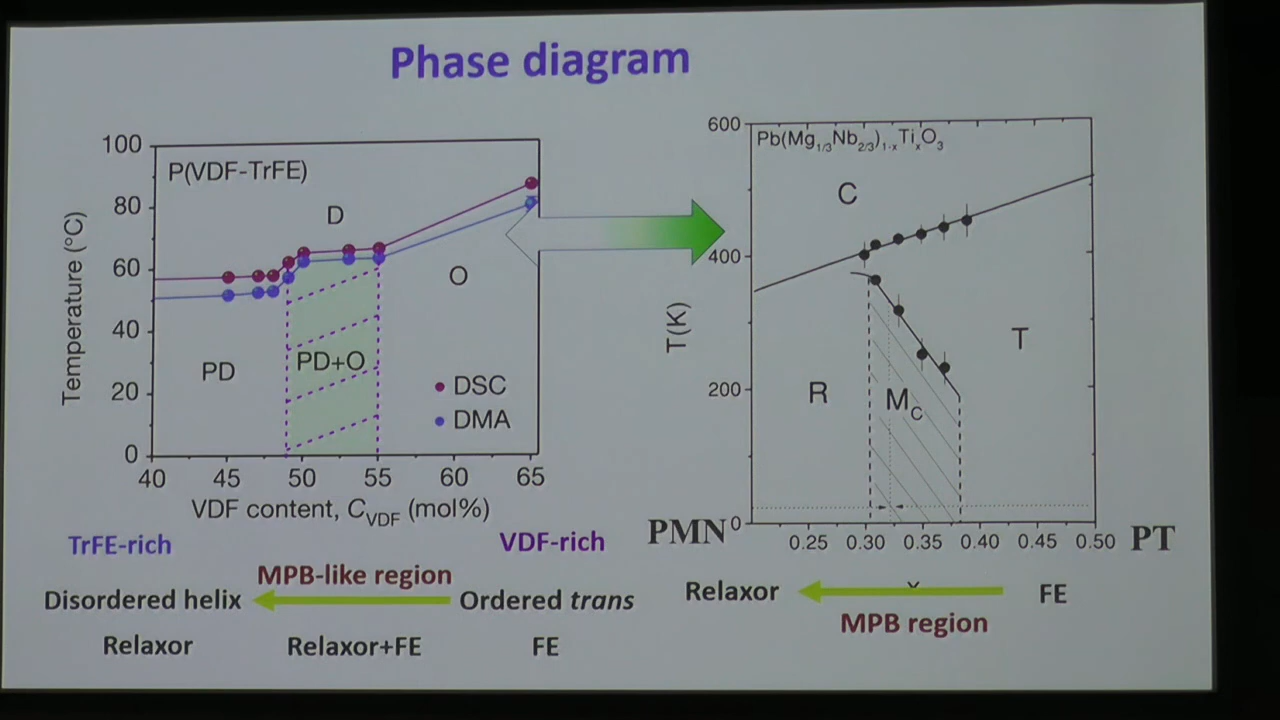 Phase diagram
P(VDF-TrFE)
D
O
PD
PD+O
DSC
DMA
100
80
60
40
20
0
Temperature (°C)
40 45 50 55 60 65
VDF content, C_VDF (mol%)
TrFE-rich
VDF-rich
MPB-like region
Disordered helix
Ordered trans
Relaxor
Relaxor+FE
FE
Pb(Mg1/3Nb2/3)1-xTixO3
C
T
R
MC
600
400
200
0
T(K)
PMN
0.25 0.30 0.35 0.40 0.45 0.50
PT
Relaxor
FE
MPB region